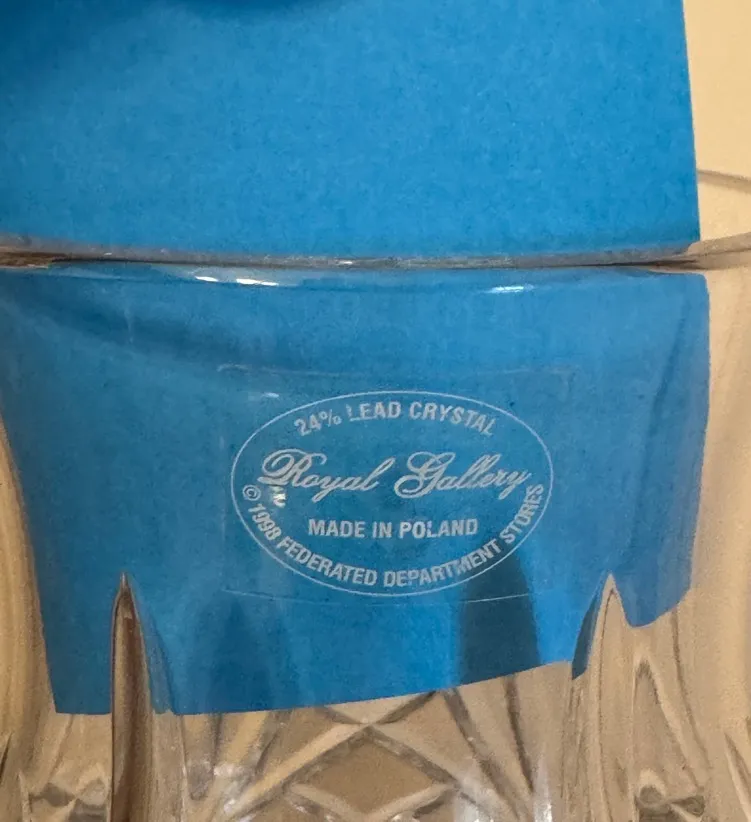 24% LEAD CRYSTAL
Royal Gallery
MADE IN POLAND
© 1998 FEDERATED DEPARTMENT STORES